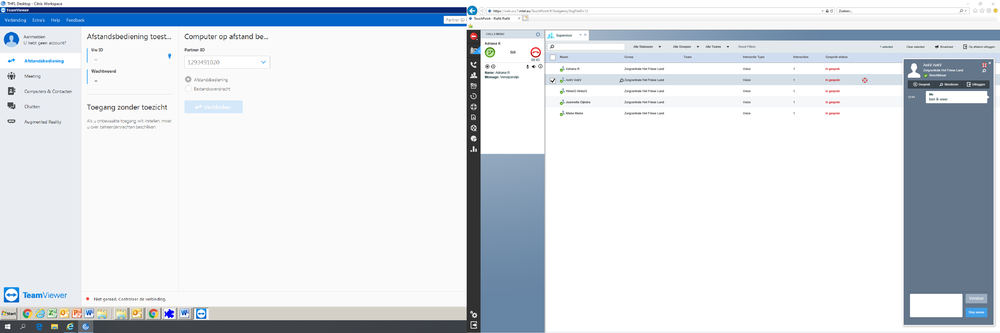 THFL Desktop - Citrix Workspace
TeamViewer
Verbinding Extra's Help Feedback
Partner-ID
Aanmelden
U hebt geen account?
Afstandsbediening
Meeting
Computers & Contacten
Chatten
Augmented Reality
TeamViewer
Afstandsbediening toest...
Uw ID
–
Wachtwoord
–
Toegang zonder toezicht
Als u onbewaakte toegang wilt instellen, moet
u over beheerdersrechten beschikken.
Computer op afstand be...
Partner-ID
1293491020
Afstandsbediening
Bestandsoverdracht
Verbinden
Niet gereed. Controleer de verbinding.
Start
https://web.occ7.mtel.eu/TouchPoint/#/Gadgetory?logFileID=12
Zoeken...
TouchPoint - RiaNi RiaNi
1
CALLS MENU
Adriana R
Stil
00:43
Name: Adriana R
Message: Verwijzerslijn
Supervisor
Alle Statussen Alle Groepen Alle Teams Reset Filters 1 selected Clear selected Broadcast Op afstand uitloggen
Naam Groep Team Interactie Type Interacties Gesprek status
Adriana R Zorgcentrale Het Friese Land Voice 1 In gesprek
AnkV AnkV Zorgcentrale Het Friese Land Voice 1 In gesprek
HinkeG HinkeG Zorgcentrale Het Friese Land Voice 1 In gesprek
Jeannette Dijkstra Zorgcentrale Het Friese Land Voice 1 In gesprek
Mieke Mieke Zorgcentrale Het Friese Land Voice 1 In gesprek
AnkV AnkV
Zorgcentrale Het Friese Land
Beschikbaar
Gesprek Monitoren Uitloggen
Me
12:04 ben ik weer
Verstuur
Stop sessie